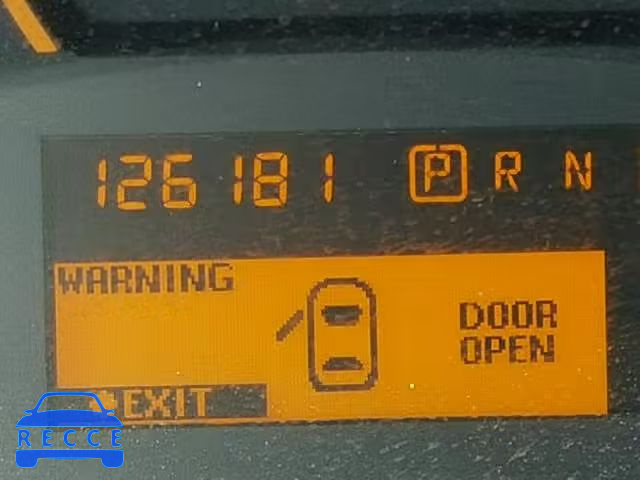 126181 P R N
WARNING
DOOR
OPEN
EXIT
RECCE